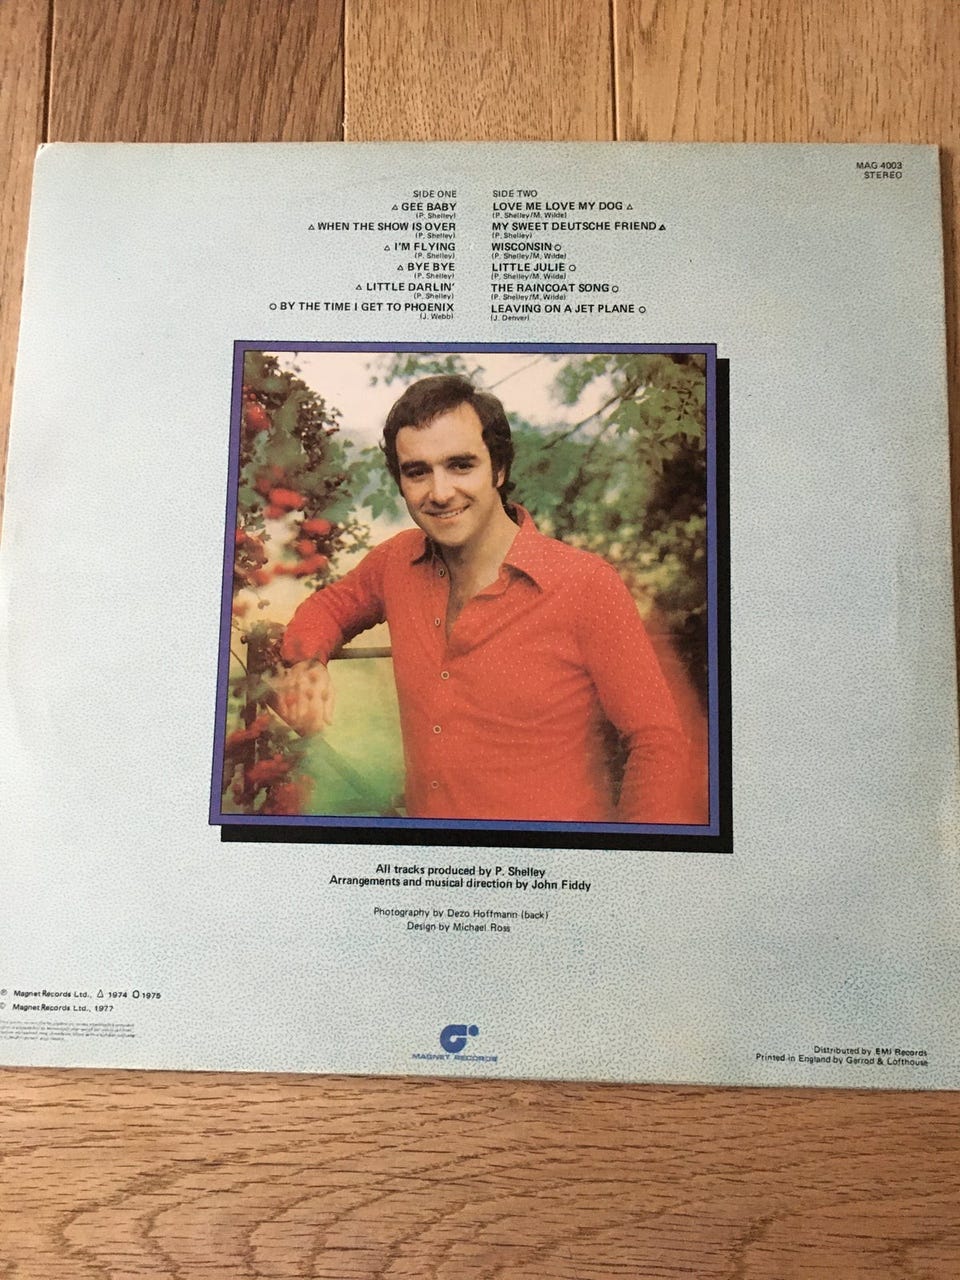 MAG 4003
STEREO
SIDE ONE
△ GEE BABY
(P. Shelley)
△ WHEN THE SHOW IS OVER
(P. Shelley)
△ I'M FLYING
(P. Shelley)
△ BYE BYE
(P. Shelley)
△ LITTLE DARLIN'
(P. Shelley)
O BY THE TIME I GET TO PHOENIX
(J. Webb)
SIDE TWO
LOVE ME LOVE MY DOG △
(P. Shelley/M. Wilde)
MY SWEET DEUTSCHE FRIEND △
(P. Shelley)
WISCONSIN O
(P. Shelley/M. Wilde)
LITTLE JULIE O
(P. Shelley/M. Wilde)
THE RAINCOAT SONG O
(P. Shelley/M. Wilde)
LEAVING ON A JET PLANE O
(J. Denver)
All tracks produced by P. Shelley
Arrangements and musical direction by John Fiddy
Photography by Dezo Hoffmann (back)
Design by Michael Ross
℗ Magnet Records Ltd., △ 1974 O 1975
© Magnet Records Ltd., 1977
MAGNET RECORDS
Distributed by EMI Records
Printed in England by Garrod & Lofthouse